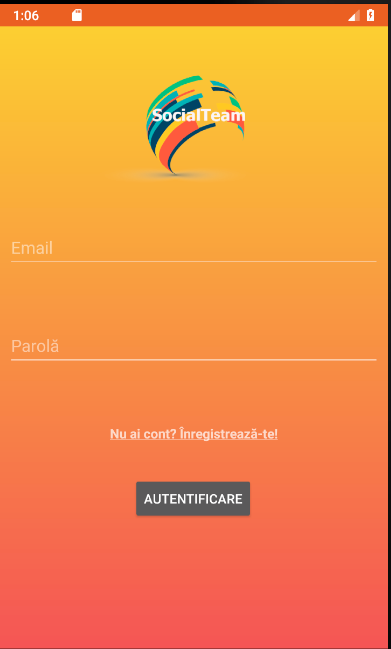 1:06
SocialTeam
Email
Parolă
Nu ai cont? Înregistrează-te!
AUTENTIFICARE